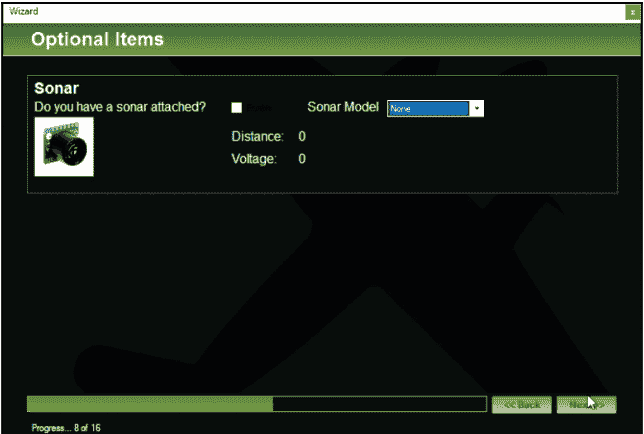 Wizard
x
Optional Items
Sonar
Do you have a sonar attached? Sonar Model None
Distance: 0
Voltage: 0
<< Back Next >>
Progress... 8 of 16